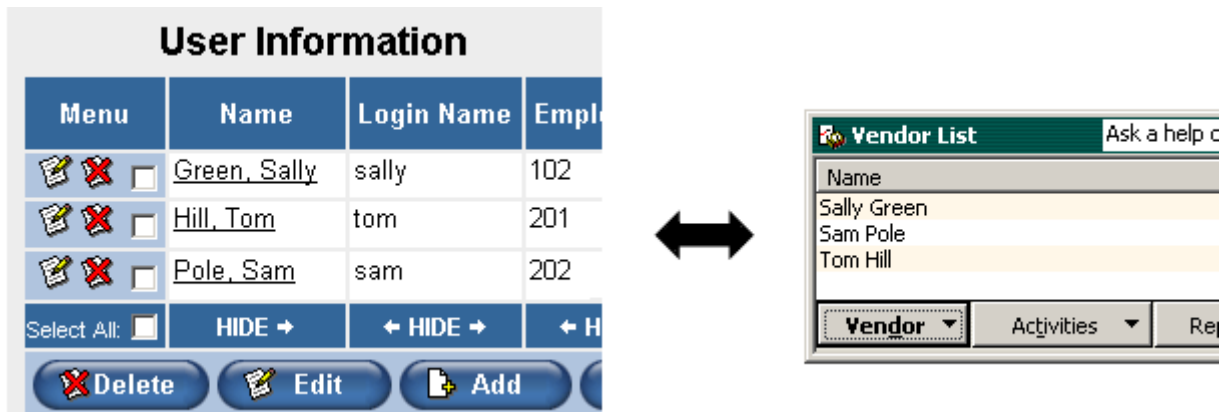 User Information
Menu Name Login Name Emplo
Green, Sally sally 102
Hill, Tom tom 201
Pole, Sam sam 202
Select All: HIDE → ← HIDE → ← H
Delete Edit Add
Vendor List Ask a help q
Name
Sally Green
Sam Pole
Tom Hill
Vendor Activities Rep